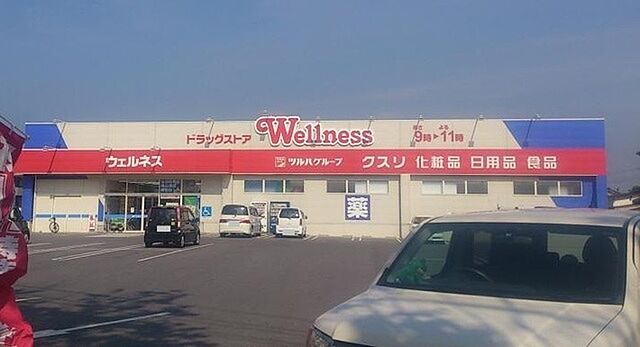 ドラッグストア Wellness 朝9時▶よる11時
ウェルネス ツルハグループ クスリ 化粧品 日用品 食品
薬